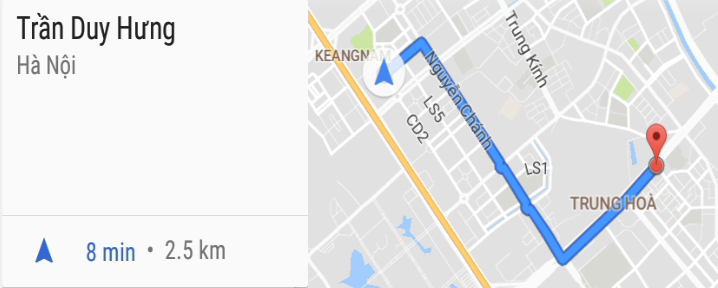 Trần Duy Hưng
Hà Nội
8 min • 2.5 km
KEANGNAM
Trung Kính
Nguyễn Chánh
LS5
CD2
LS1
TRUNG HOÀ